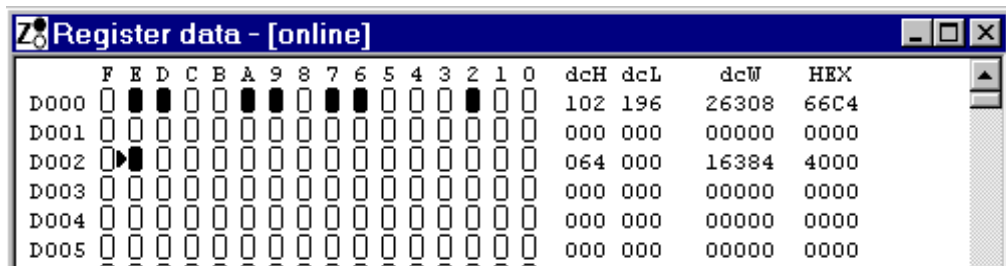 Register data - [online]
F E D C B A 9 8 7 6 5 4 3 2 1 0 dcH dcL dcW HEX
D000 102 196 26308 66C4
D001 000 000 00000 0000
D002 064 000 16384 4000
D003 000 000 00000 0000
D004 000 000 00000 0000
D005 000 000 00000 0000